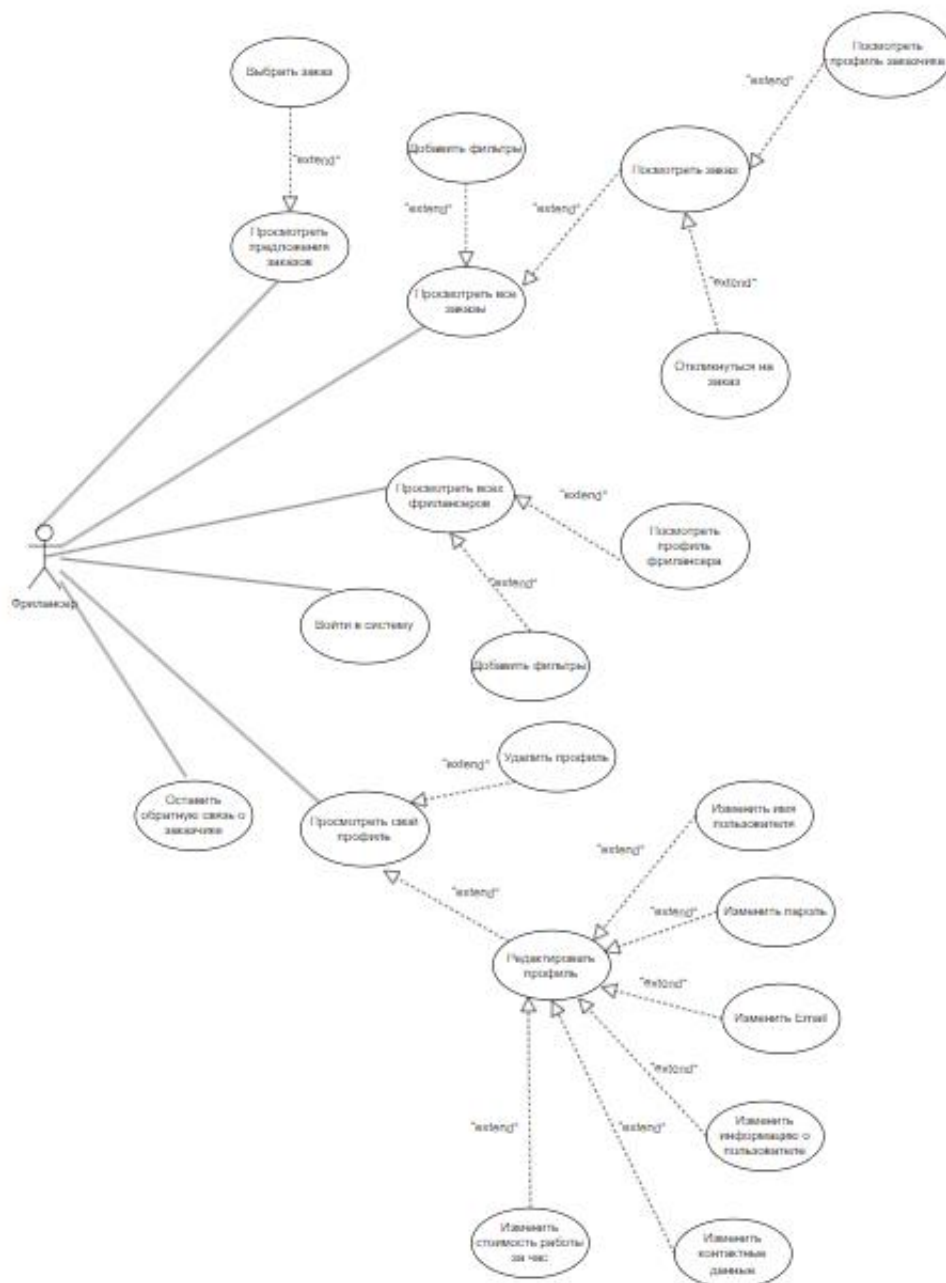 Посмотреть
профиль заказчика
Выбрать заказ
"extend"
Добавить фильтры
"extend"
Посмотреть заказ
"extend"
"extend"
Просмотреть
предложения
заказов
Просмотреть все
заказы
"extend"
Откликнуться на
заказ
Просмотреть всех
фрилансеров
"extend"
Посмотреть
профиль
фрилансера
Фрилансер
"extend"
Войти в систему
Добавить фильтры
Удалить профиль
"extend"
Оставить
обратную связь о
заказчике
Просмотреть свой
профиль
Изменить имя
пользователя
"extend"
"extend"
"extend"
Изменить пароль
Редактировать
профиль
"extend"
Изменить Email
"extend"
"extend"
"extend"
Изменить
информацию о
пользователе
Изменить
стоимость работы
за час
Изменить
контактные
данные